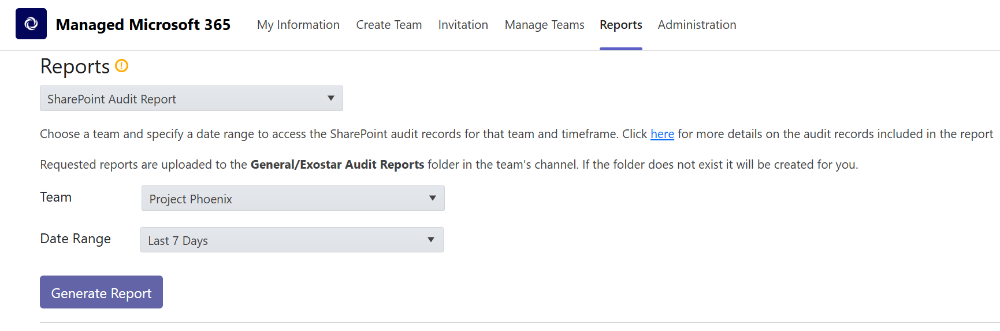 Managed Microsoft 365 My Information Create Team Invitation Manage Teams Reports Administration
Reports
SharePoint Audit Report
Choose a team and specify a date range to access the SharePoint audit records for that team and timeframe. Click here for more details on the audit records included in the report
Requested reports are uploaded to the General/Exostar Audit Reports folder in the team's channel. If the folder does not exist it will be created for you.
Team Project Phoenix
Date Range Last 7 Days
Generate Report